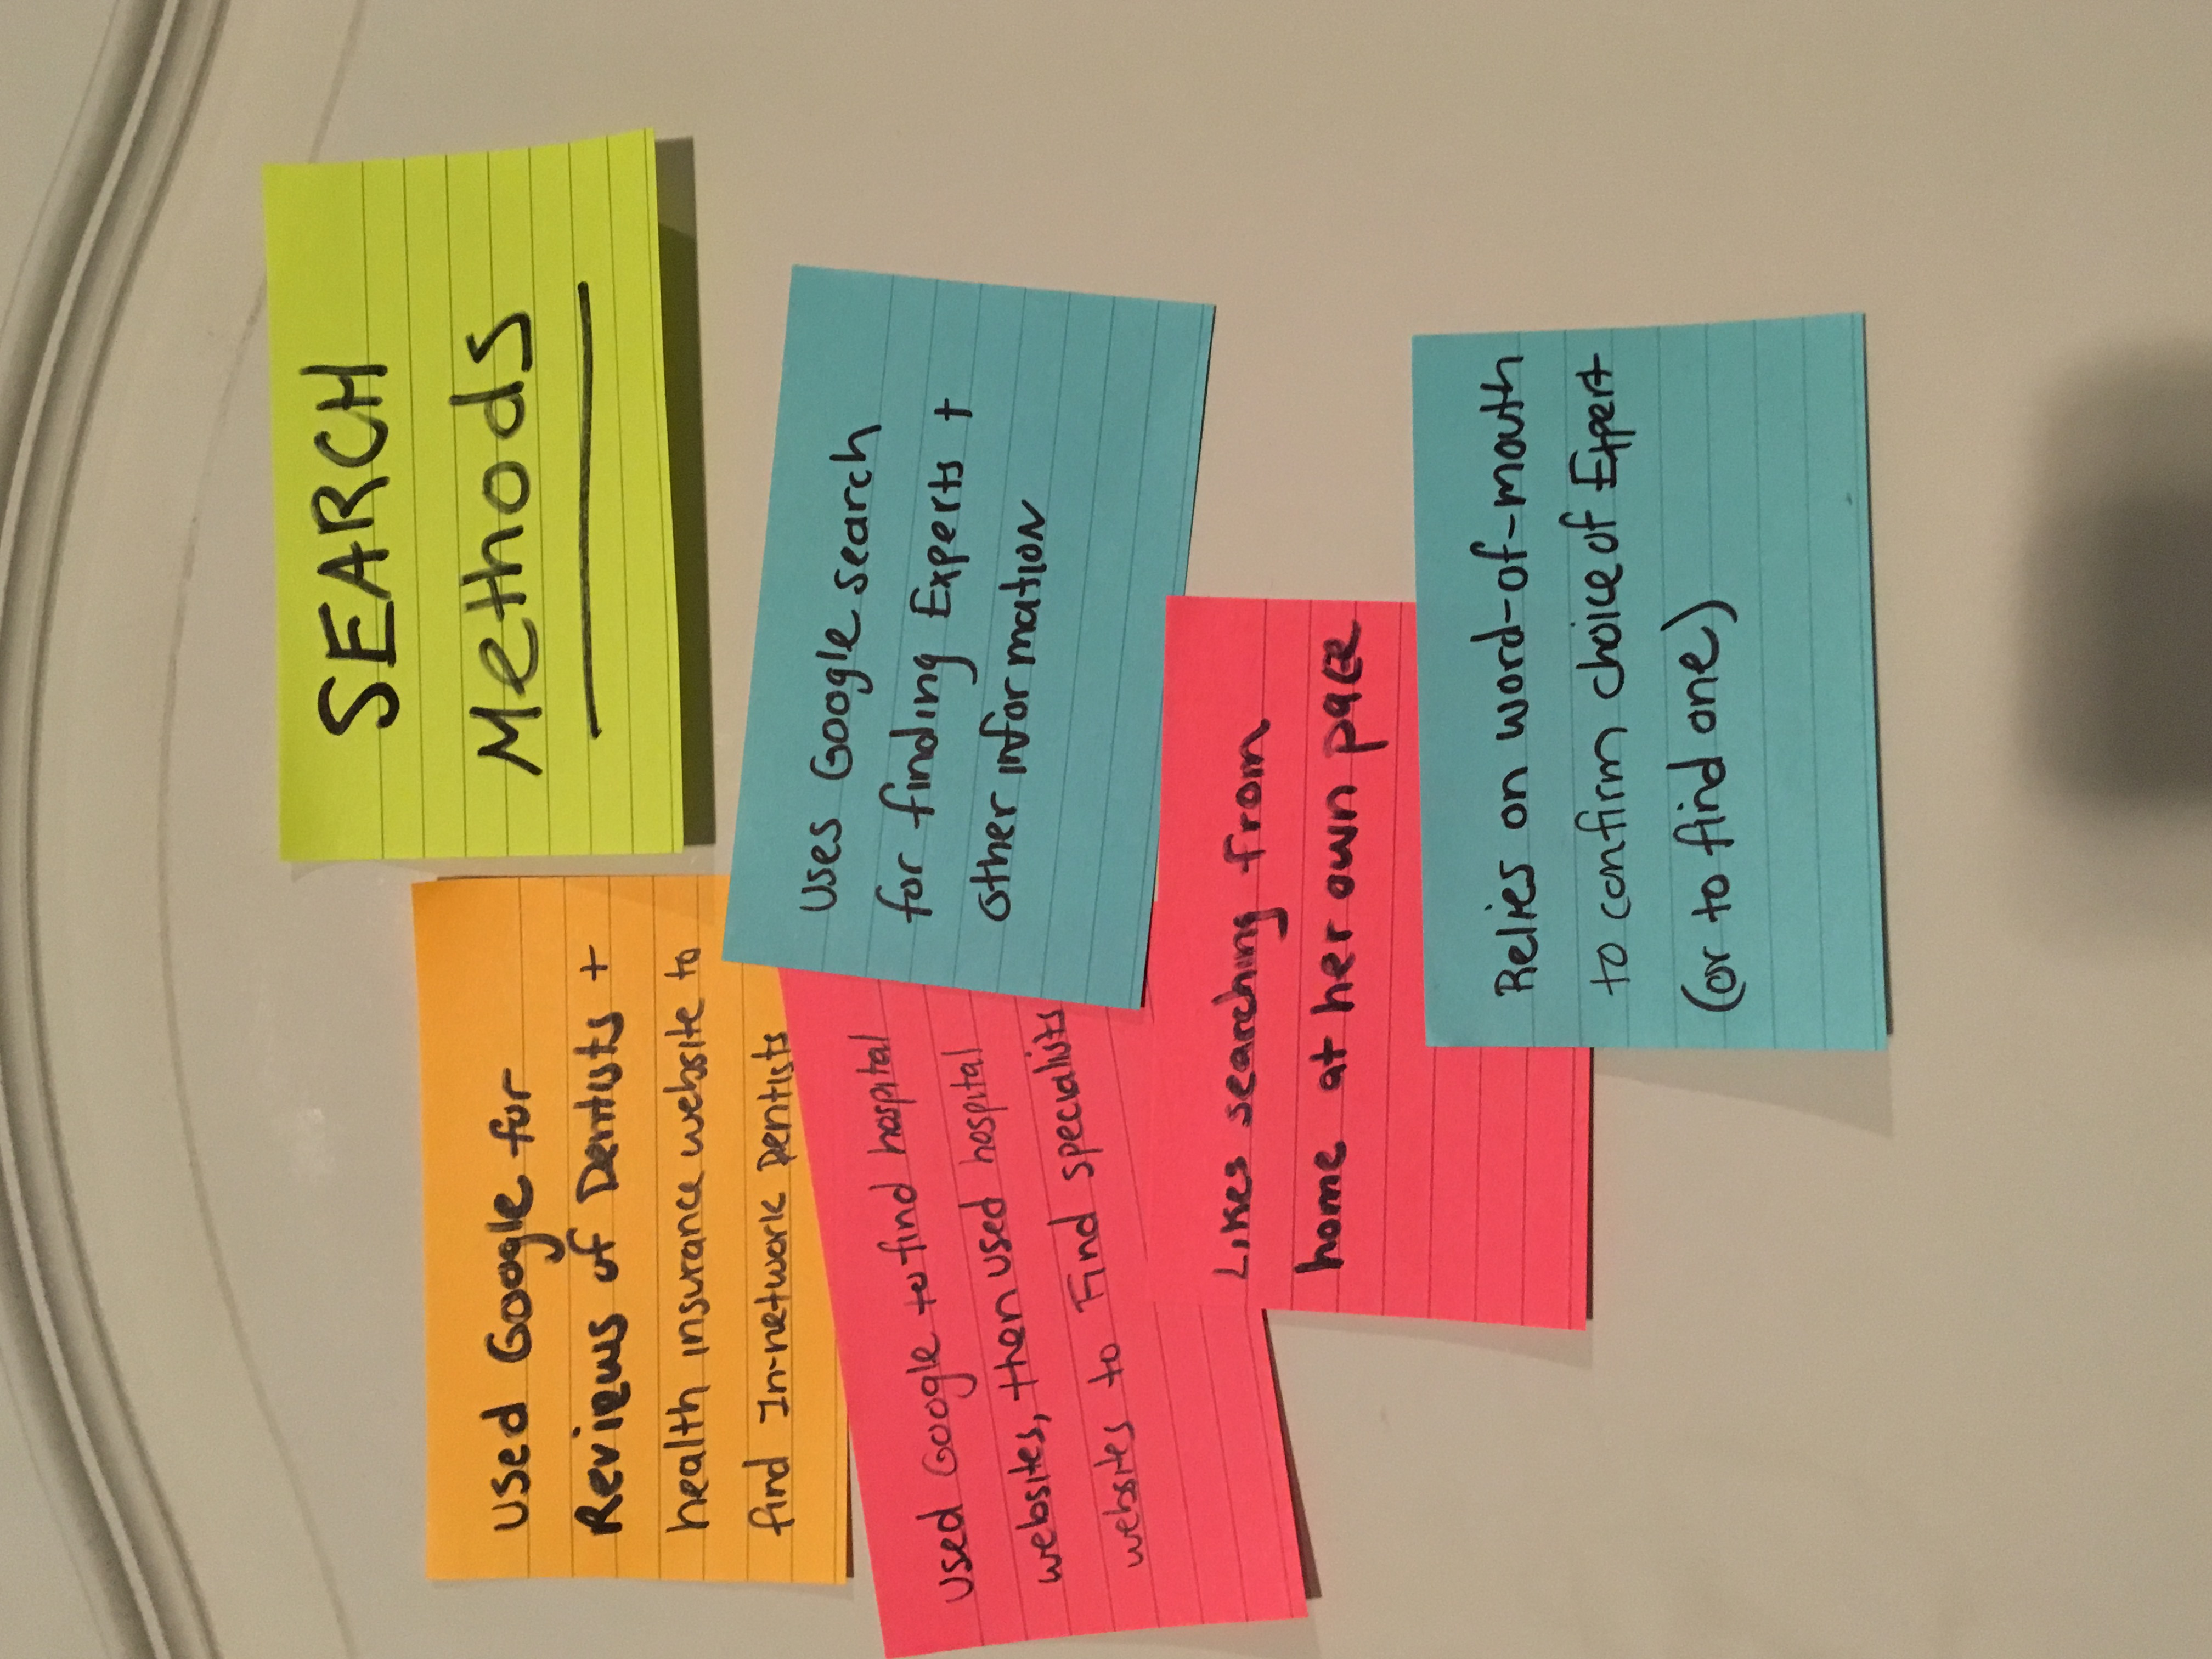 SEARCH
Methods
Used Google for
Reviews of Dentists +
health insurance website to
find In-network Dentists
Used Google to find hospital
websites, then used hospital
websites to Find specialists
Uses Google search
for finding Experts +
other information
Likes searching from
home at her own pace
Relies on word-of-mouth
to confirm choice of Expert
(or to find one)